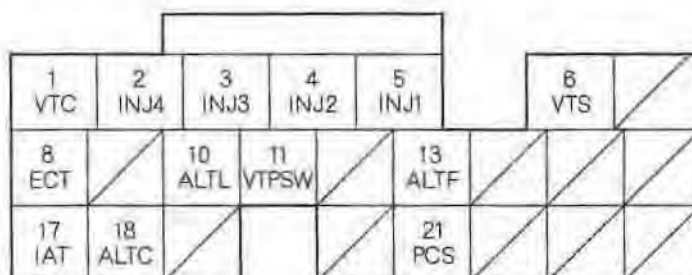 1 2 3 4 5 6
VTC INJ4 INJ3 INJ2 INJ1 VTS
8 10 11 13
ECT ALTL VTPSW ALTF
17 18 21
IAT ALTC PCS